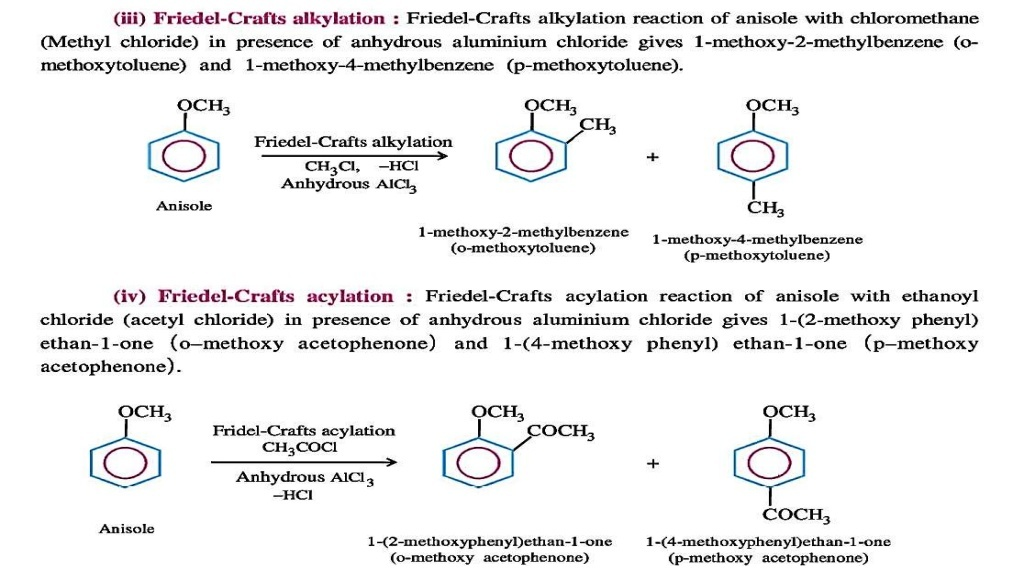 (iii) Friedel-Crafts alkylation : Friedel-Crafts alkylation reaction of anisole with chloromethane
(Methyl chloride) in presence of anhydrous aluminium chloride gives 1-methoxy-2-methylbenzene (o-
methoxytoluene) and 1-methoxy-4-methylbenzene (p-methoxytoluene).
OCH₃ OCH₃ OCH₃
CH₃
Friedel-Crafts alkylation
CH₃Cl, –HCl
Anhydrous AlCl₃
+
Anisole
CH₃
1-methoxy-2-methylbenzene
(o-methoxytoluene)
1-methoxy-4-methylbenzene
(p-methoxytoluene)
(iv) Friedel-Crafts acylation : Friedel-Crafts acylation reaction of anisole with ethanoyl
chloride (acetyl chloride) in presence of anhydrous aluminium chloride gives 1-(2-methoxy phenyl)
ethan-1-one (o–methoxy acetophenone) and 1-(4-methoxy phenyl) ethan-1-one (p–methoxy
acetophenone).
OCH₃ OCH₃ OCH₃
COCH₃
Fridel-Crafts acylation
CH₃COCl
Anhydrous AlCl₃
–HCl
+
COCH₃
Anisole
1-(2-methoxyphenyl)ethan-1-one
(o-methoxy acetophenone)
1-(4-methoxyphenyl)ethan-1-one
(p-methoxy acetophenone)